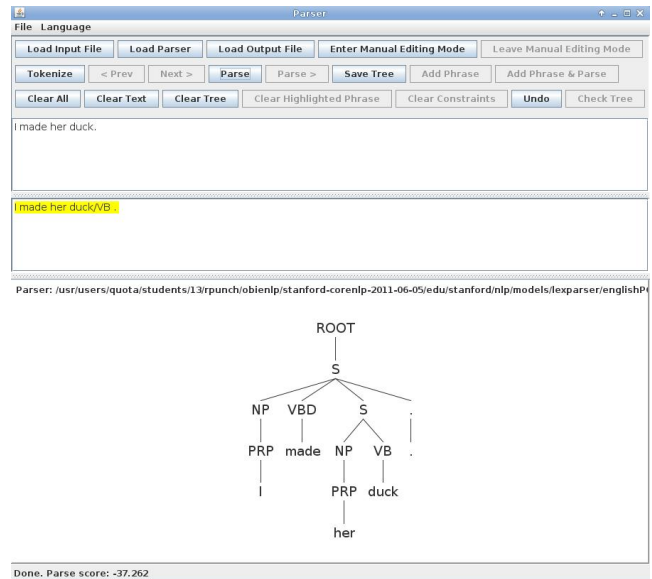 Parser
File Language
Load Input File Load Parser Load Output File Enter Manual Editing Mode Leave Manual Editing Mode
Tokenize < Prev Next > Parse Parse > Save Tree Add Phrase Add Phrase & Parse
Clear All Clear Text Clear Tree Clear Highlighted Phrase Clear Constraints Undo Check Tree
I made her duck.
I made her duck/VB .
Parser: /usr/users/quota/students/13/rpunch/obienlp/stanford-corenlp-2011-06-05/edu/stanford/nlp/models/lexparser/englishP
ROOT
S
NP VBD S .
PRP made NP VB .
I PRP duck
her
Done. Parse score: -37.262